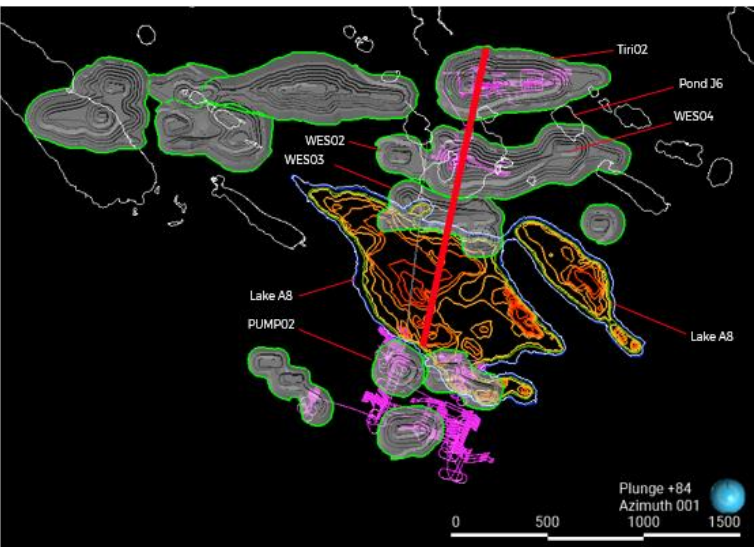 Tiri02
Pond J6
WES04
WES02
WES03
Lake A8
PUMP02
Lake A8
Plunge +84
Azimuth 001
0 500 1000 1500